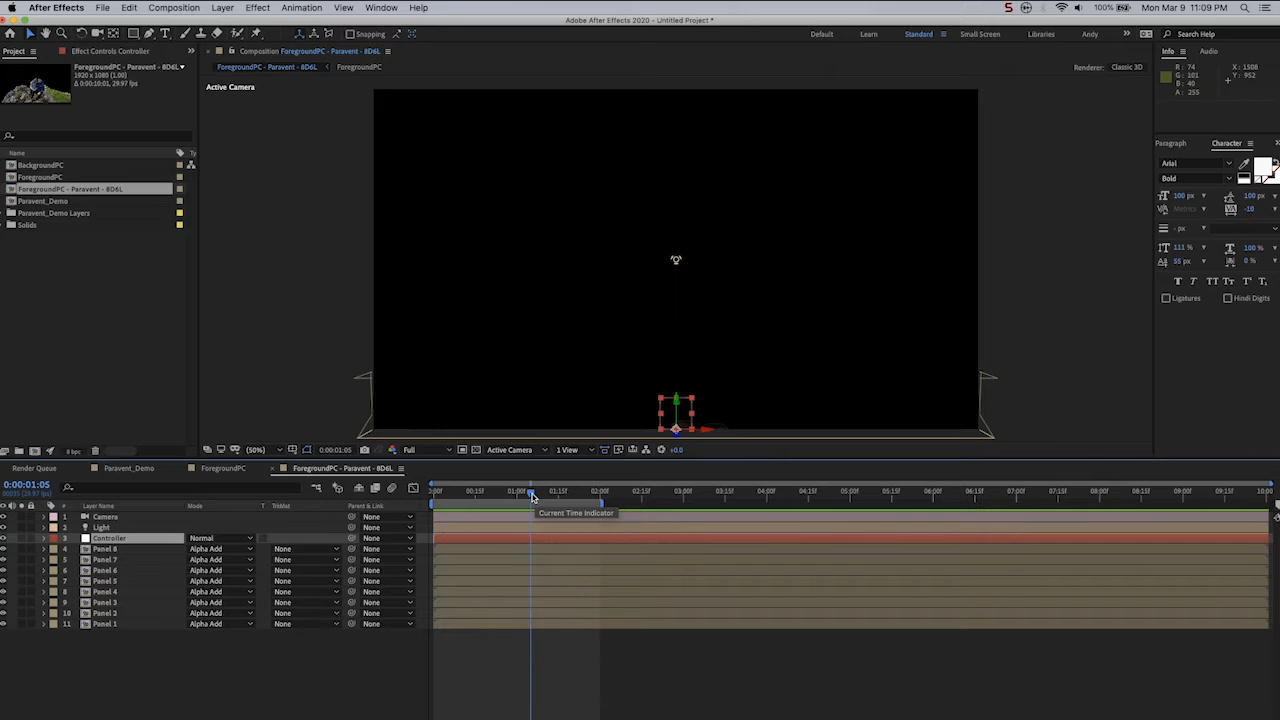 After Effects File Edit Composition Layer Effect Animation View Window Help 100% Mon Mar 9 11:09 PM
Adobe After Effects 2020 - Untitled Project *
Snapping Default Learn Standard Small Screen Libraries Andy Search Help
Project Effect Controls Controller Composition ForegroundPC - Paravent - 8D6L Info Audio
ForegroundPC - Paravent - 8D6L ForegroundPC Renderer: Classic 3D
1920 x 1080 (1.00)
Δ 0:00:10:01, 29.97 fps
R: 74 X: 1508
G: 101 Y: 952
B: 40
A: 255
Active Camera
Name Ty
BackgroundPC
ForegroundPC
ForegroundPC - Paravent - 8D6L
Paravent_Demo
Paravent_Demo Layers
Solids
Paragraph Character
Arial
Bold
100 px 100 px
Metrics -10
- px
111 % 100 %
55 px 0 %
T T TT Tr T' T,
Ligatures Hindi Digits
8 bpc (50%) 0:00:01:05 Full Active Camera 1 View +0.0
Render Queue Paravent_Demo ForegroundPC ForegroundPC - Paravent - 8D6L
0:00:01:05
00035 (29.97 fps)
:00f 00:15f 01:00f 01:15f 02:00f 02:15f 03:00f 03:15f 04:00f 04:15f 05:00f 05:15f 06:00f 06:15f 07:00f 07:15f 08:00f 08:15f 09:00f 09:15f 10:00
# Layer Name Mode T TrkMat Parent & Link
Current Time Indicator
1 Camera None
2 Light None
3 Controller Normal None
4 Panel 8 Alpha Add None None
5 Panel 7 Alpha Add None None
6 Panel 6 Alpha Add None None
7 Panel 5 Alpha Add None None
8 Panel 4 Alpha Add None None
9 Panel 3 Alpha Add None None
10 Panel 2 Alpha Add None None
11 Panel 1 Alpha Add None None